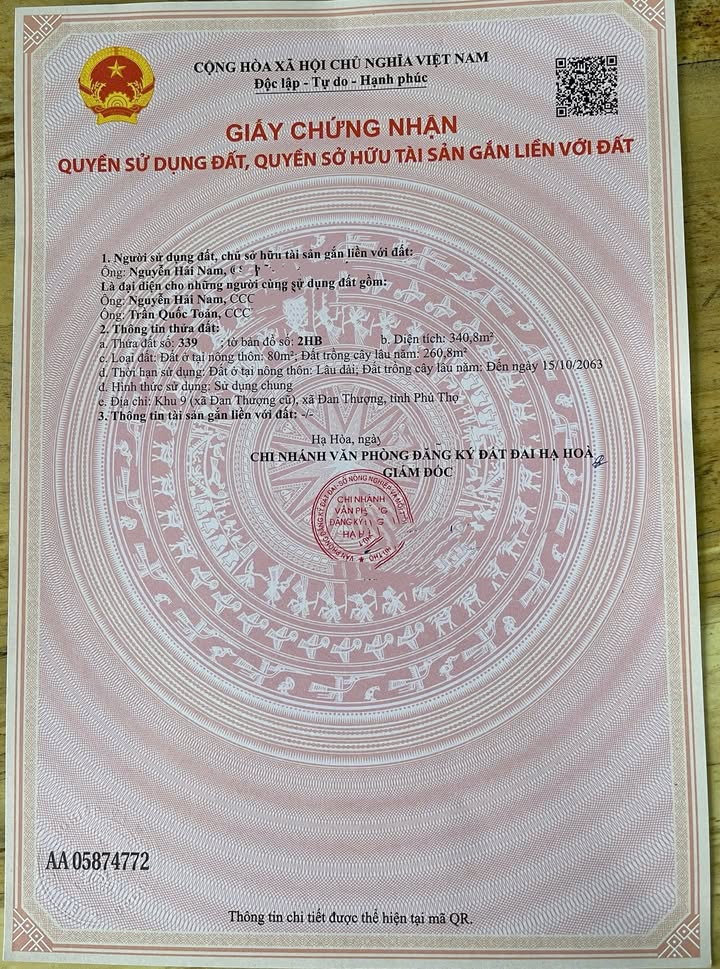 CỘNG HÒA XÃ HỘI CHỦ NGHĨA VIỆT NAM
Độc lập - Tự do - Hạnh phúc
GIẤY CHỨNG NHẬN
QUYỀN SỬ DỤNG ĐẤT, QUYỀN SỞ HỮU TÀI SẢN GẮN LIỀN VỚI ĐẤT
1. Người sử dụng đất, chủ sở hữu tài sản gắn liền với đất:
Ông: Nguyễn Hải Nam,
Là đại diện cho những người cùng sử dụng đất gồm:
Ông: Nguyễn Hải Nam, CCC
Ông: Trần Quốc Toán, CCC
2. Thông tin thửa đất:
a. Thửa đất số: 339 tờ bản đồ số: 2HB b. Diện tích: 340,8m²
c. Loại đất: Đất ở tại nông thôn: 80m²; Đất trồng cây lâu năm: 260,8m²
d. Thời hạn sử dụng: Đất ở tại nông thôn: Lâu dài; Đất trồng cây lâu năm: Đến ngày 15/10/2063
đ. Hình thức sử dụng: Sử dụng chung
e. Địa chỉ: Khu 9 (xã Đan Thượng cũ), xã Đan Thượng, tỉnh Phú Thọ
3. Thông tin tài sản gắn liền với đất: -/-
Hạ Hòa, ngày
CHI NHÁNH VĂN PHÒNG ĐĂNG KÝ ĐẤT ĐAI HẠ HOÀ
GIÁM ĐỐC
CHI NHÁNH
VĂN
ĐĂNG KÝ
HẠ
AA 05874772
Thông tin chi tiết được thể hiện tại mã QR.